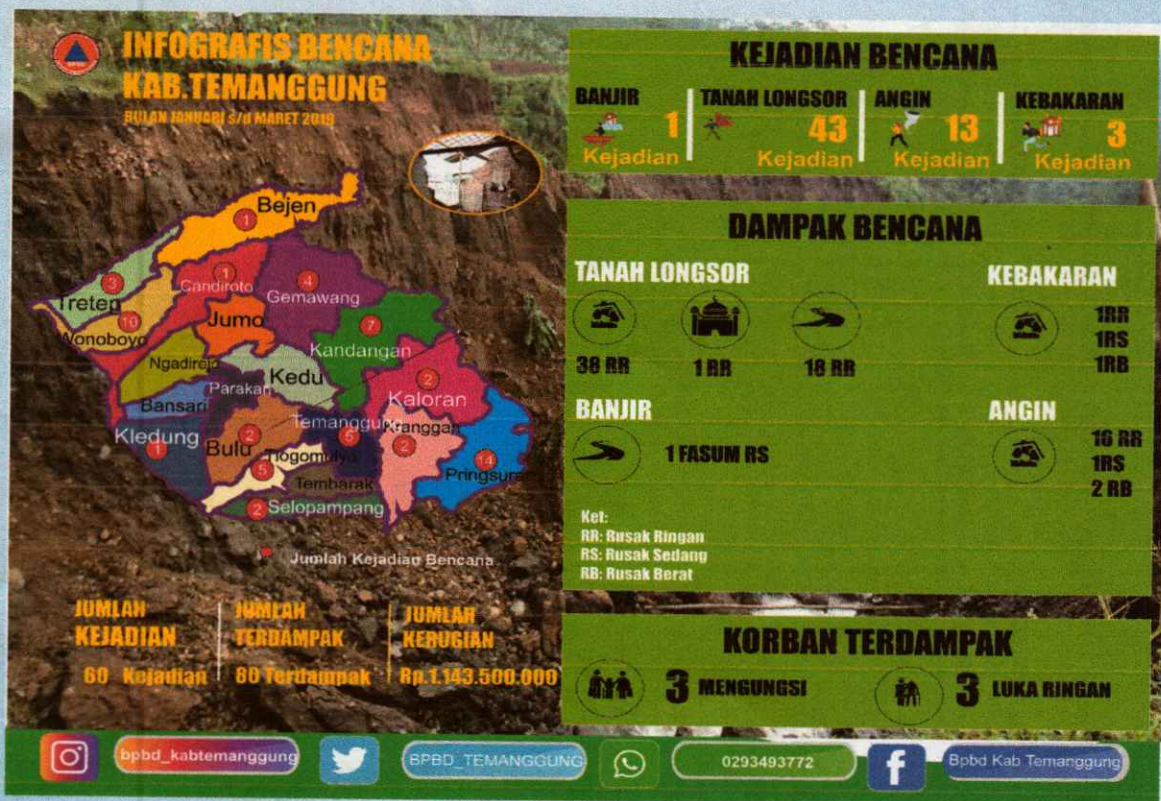 INFOGRAFIS BENCANA
KAB.TEMANGGUNG
BULAN JANUARI s/d MARET 2019
BPBD
Bejen
1
3
Tretep
1
Candiroto
4
Gemawang
10
Wonoboyo
Jumo
7
Kandangan
Ngadirejo
Kedu
Parakan
2
Kaloran
Bansari
Kledung
1
Bulu
2
Temanggung
5
Kranggan
2
Tlogomulyo
5
Tembarak
14
Pringsurat
2
Selopampang
Jumlah Kejadian Bencana
JUMLAH KEJADIAN
60 Kejadian
JUMLAH TERDAMPAK
80 Terdampak
JUMLAH KERUGIAN
Rp.1.143.500.000
KEJADIAN BENCANA
BANJIR
1
Kejadian
TANAH LONGSOR
43
Kejadian
ANGIN
13
Kejadian
KEBAKARAN
3
Kejadian
DAMPAK BENCANA
TANAH LONGSOR
38 RR
1 RR
18 RR
KEBAKARAN
1RR
1RS
1RB
BANJIR
1 FASUM RS
ANGIN
16 RR
1RS
2 RB
Ket:
RR: Rusak Ringan
RS: Rusak Sedang
RB: Rusak Berat
KORBAN TERDAMPAK
3 MENGUNGSI
3 LUKA RINGAN
bpbd_kabtemanggung
BPBD_TEMANGGUNG
0293493772
Bpbd Kab Temanggung